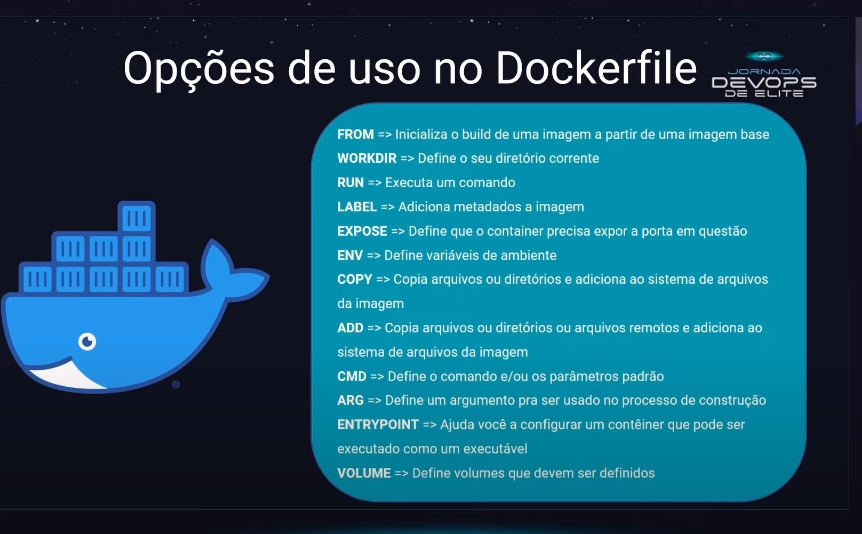 Opções de uso no Dockerfile
JORNADA
DEVOPS
DE ELITE
FROM => Inicializa o build de uma imagem a partir de uma imagem base
WORKDIR => Define o seu diretório corrente
RUN => Executa um comando
LABEL => Adiciona metadados a imagem
EXPOSE => Define que o container precisa expor a porta em questão
ENV => Define variáveis de ambiente
COPY => Copia arquivos ou diretórios e adiciona ao sistema de arquivos
da imagem
ADD => Copia arquivos ou diretórios ou arquivos remotos e adiciona ao
sistema de arquivos da imagem
CMD => Define o comando e/ou os parâmetros padrão
ARG => Define um argumento pra ser usado no processo de construção
ENTRYPOINT => Ajuda você a configurar um contêiner que pode ser
executado como um executável
VOLUME => Define volumes que devem ser definidos
®